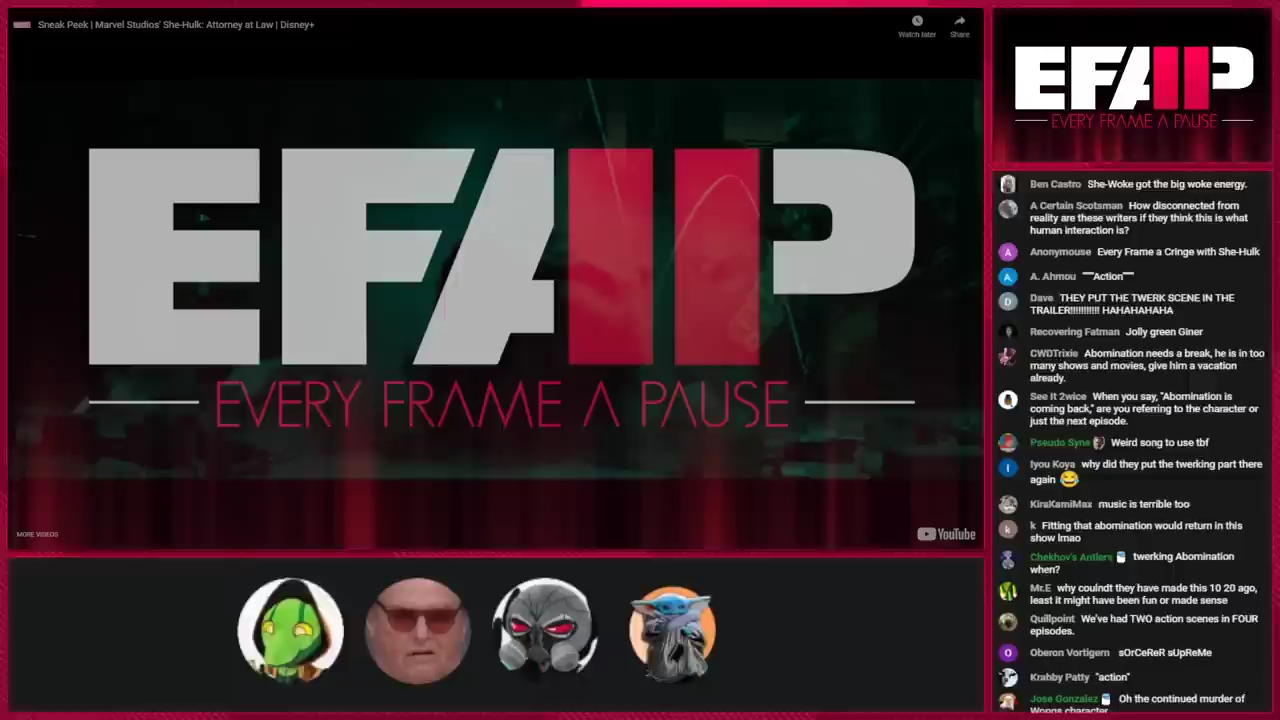 Sneak Peek | Marvel Studios' She-Hulk: Attorney at Law | Disney+
Watch later
Share
EFAP
EVERY FRAME A PAUSE
MORE VIDEOS
YouTube
EFAP
EVERY FRAME A PAUSE
Ben Castro She-Woke got the big woke energy.
A Certain Scotsman How disconnected from
reality are these writers if they think this is what
human interaction is?
A
Anonymouse Every Frame a Cringe with She-Hulk
A.
A. Ahmou """Action"""
D
Dave THEY PUT THE TWERK SCENE IN THE
TRAILER!!!!!!!!!!! HAHAHAHAHA
Recovering Fatman Jolly green Giner
CWDTrixie Abomination needs a break, he is in too
many shows and movies, give him a vacation
already.
See It 2wice When you say, "Abomination is
coming back," are you referring to the character or
just the next episode.
Pseudo Syne Weird song to use tbf
I
Iyou Koya why did they put the twerking part there
again
KiraKamiMax music is terrible too
k
k Fitting that abomination would return in this
show lmao
Chekhov's Antlers twerking Abomination
when?
Mr.E why coulndt they have made this 10 20 ago,
least it might have been fun or made sense
Quillpoint We've had TWO action scenes in FOUR
episodes.
O
Oberon Vortigern sOrCeReR sUpReMe
Krabby Patty "action"
Jose Gonzalez Oh the continued murder of
Wongs character